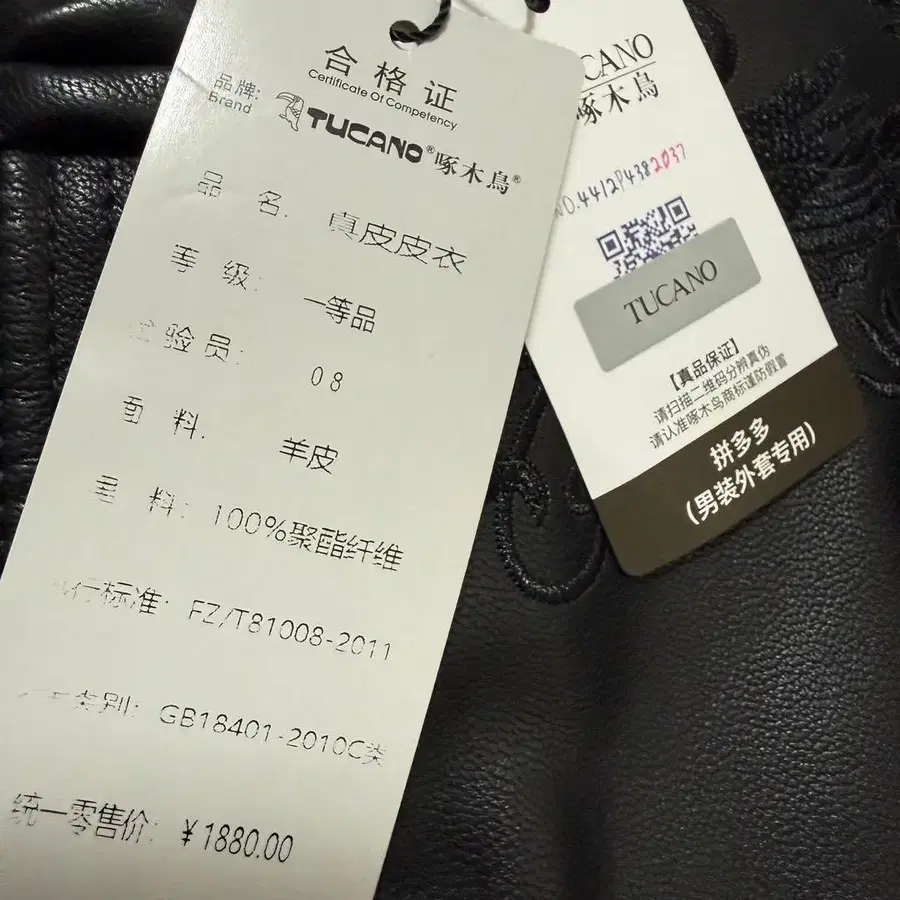 合格证
Certificate Of Competency
品牌:
Brand
TUCANO®啄木鳥®
品 名: 真皮皮衣
等 级: 一等品
验员: 08
面 料: 羊皮
料: 100%聚酯纤维
行标准: FZ/T81008-2011
类别: GB18401-2010C类
统一零售价: ¥1880.00
CANO
啄木鳥
NO.4412P4382037
TUCANO
【真品保证】
请扫描二维码分辨真伪
请认准啄木鸟商标谨防假冒
拼多多
(男装外套专用)